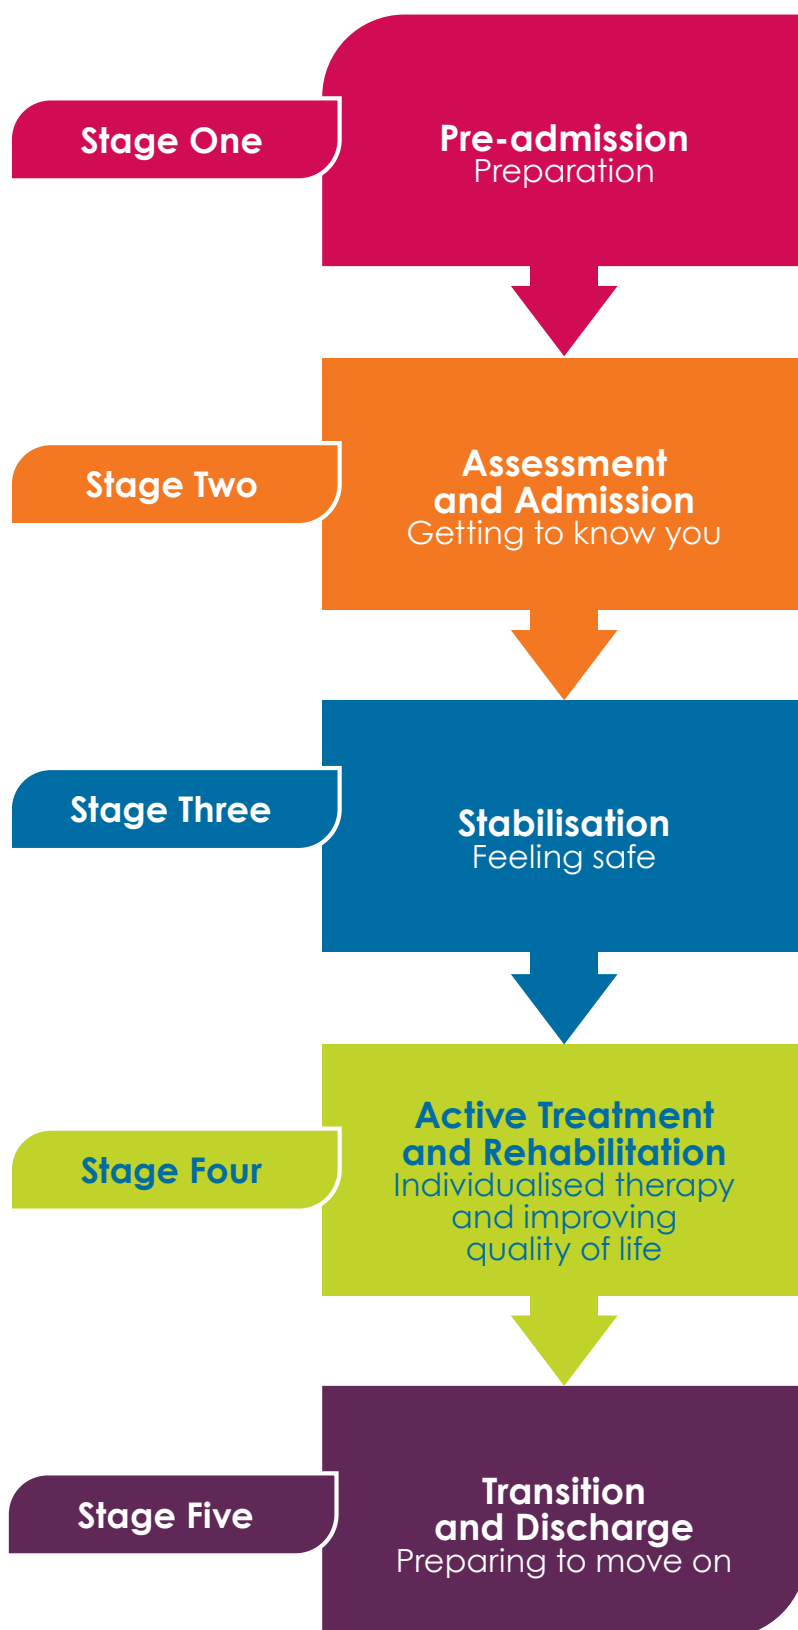 Stage One
Pre-admission
Preparation
Stage Two
Assessment
and Admission
Getting to know you
Stage Three
Stabilisation
Feeling safe
Stage Four
Active Treatment
and Rehabilitation
Individualised therapy
and improving
quality of life
Stage Five
Transition
and Discharge
Preparing to move on